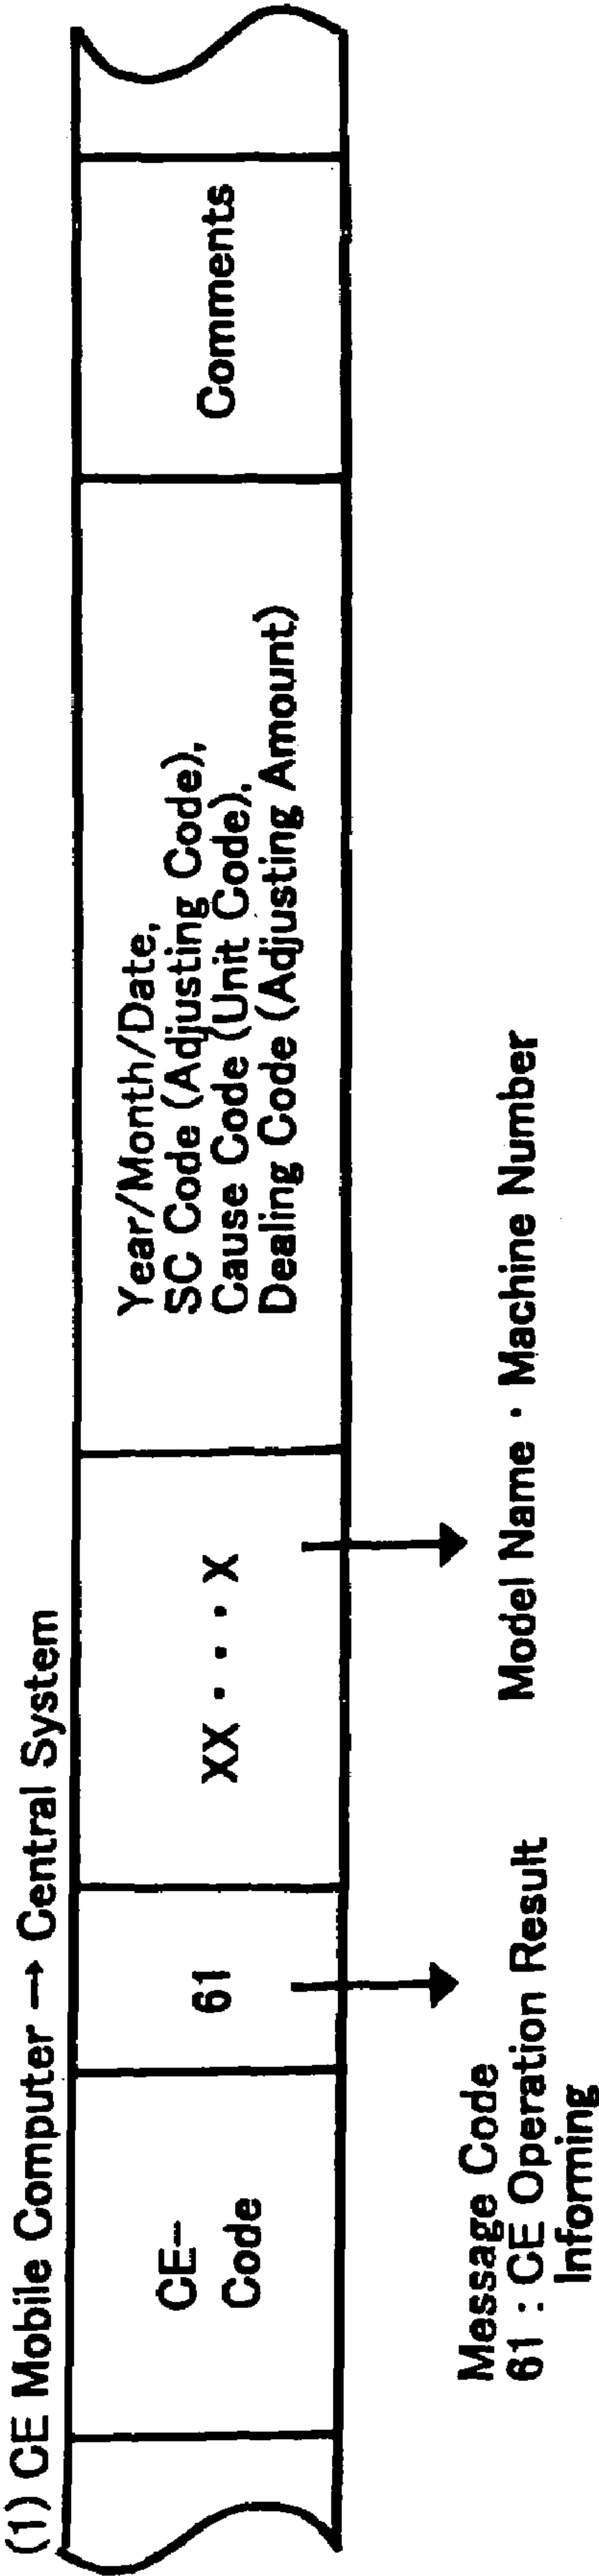 (1) CE Mobile Computer → Central System
CE-
Code
61
XX · · · X
Year/Month/Date,
SC Code (Adjusting Code),
Cause Code (Unit Code),
Dealing Code (Adjusting Amount)
Comments
Message Code
61 : CE Operation Result
Informing
Model Name · Machine Number